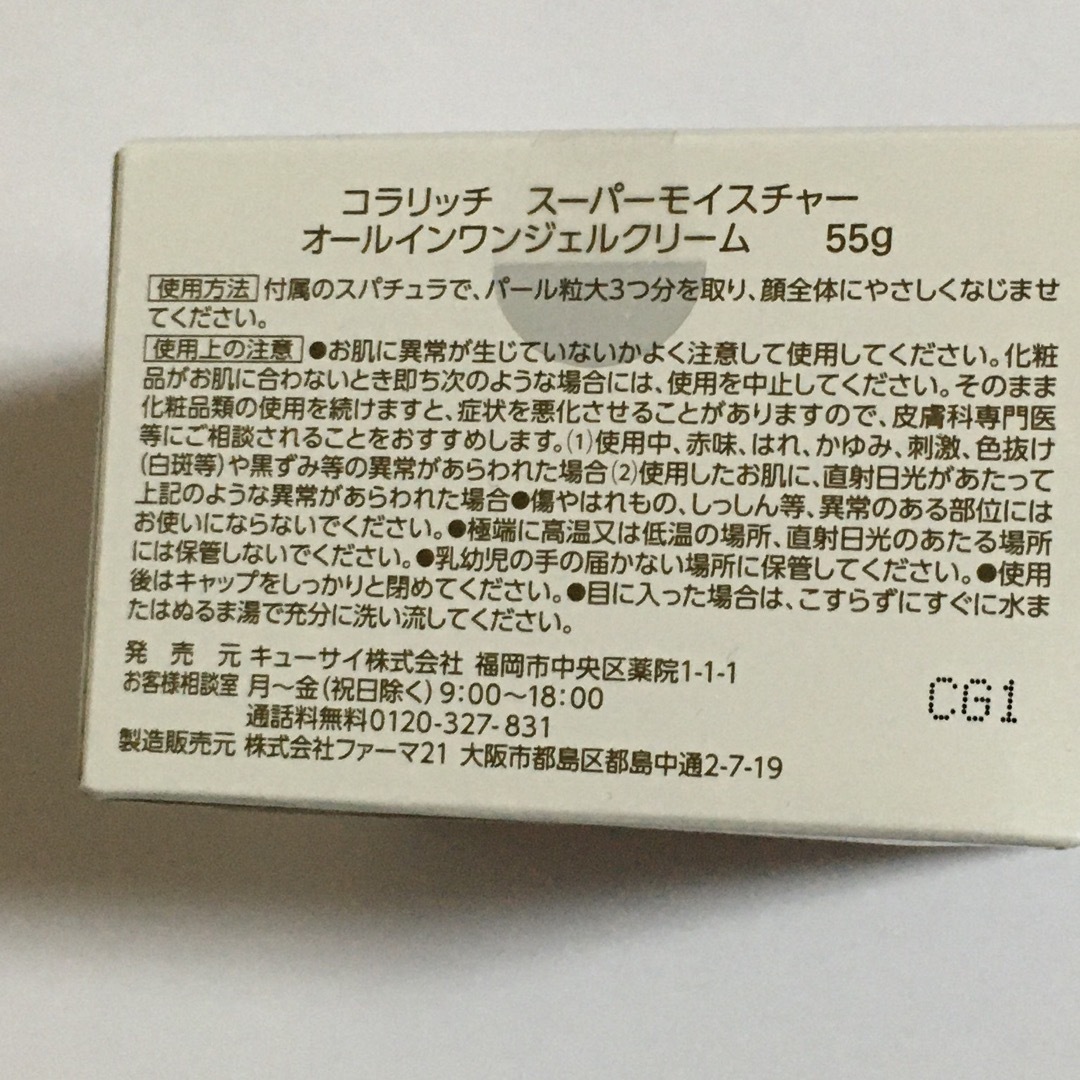 コラリッチ　スーパーモイスチャー
オールインワンジェルクリーム　55g
使用方法 付属のスパチュラで、パール粒大3つ分を取り、顔全体にやさしくなじませ
てください。
使用上の注意 ●お肌に異常が生じていないかよく注意して使用してください。化粧
品がお肌に合わないとき即ち次のような場合には、使用を中止してください。そのまま
化粧品類の使用を続けますと、症状を悪化させることがありますので、皮膚科専門医
等にご相談されることをおすすめします。(1)使用中、赤味、はれ、かゆみ、刺激、色抜け
(白斑等)や黒ずみ等の異常があらわれた場合(2)使用したお肌に、直射日光があたって
上記のような異常があらわれた場合●傷やはれもの、しっしん等、異常のある部位には
お使いにならないでください。●極端に高温又は低温の場所、直射日光のあたる場所
には保管しないでください。●乳幼児の手の届かない場所に保管してください。●使用
後はキャップをしっかりと閉めてください。●目に入った場合は、こすらずにすぐに水ま
たはぬるま湯で充分に洗い流してください。
発　売　元 キューサイ株式会社 福岡市中央区薬院1-1-1
お客様相談室 月〜金(祝日除く)9:00〜18:00
通話料無料0120-327-831
CG1
製造販売元 株式会社ファーマ21 大阪市都島区都島中通2-7-19